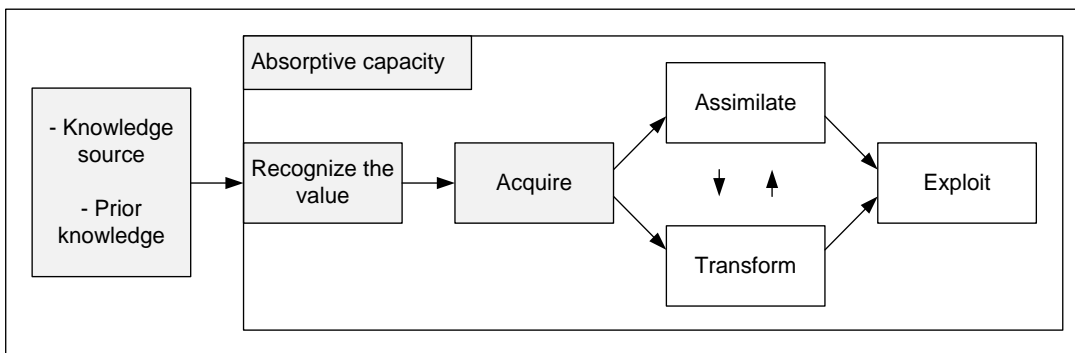 Absorptive capacity
- Knowledge
source
- Prior
knowledge
Recognize the
value
Acquire
Assimilate
Transform
Exploit